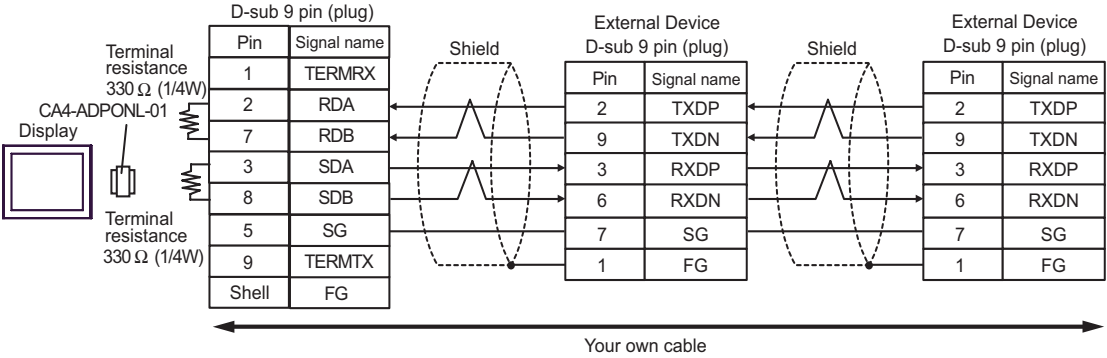 D-sub 9 pin (plug)
Pin Signal name
1 TERMRX
2 RDA
7 RDB
3 SDA
8 SDB
5 SG
9 TERMTX
Shell FG
Terminal
resistance
330 Ω (1/4W)
CA4-ADPONL-01
Display
Terminal
resistance
330 Ω (1/4W)
Shield
External Device
D-sub 9 pin (plug)
Pin Signal name
2 TXDP
9 TXDN
3 RXDP
6 RXDN
7 SG
1 FG
Shield
External Device
D-sub 9 pin (plug)
Pin Signal name
2 TXDP
9 TXDN
3 RXDP
6 RXDN
7 SG
1 FG
Your own cable